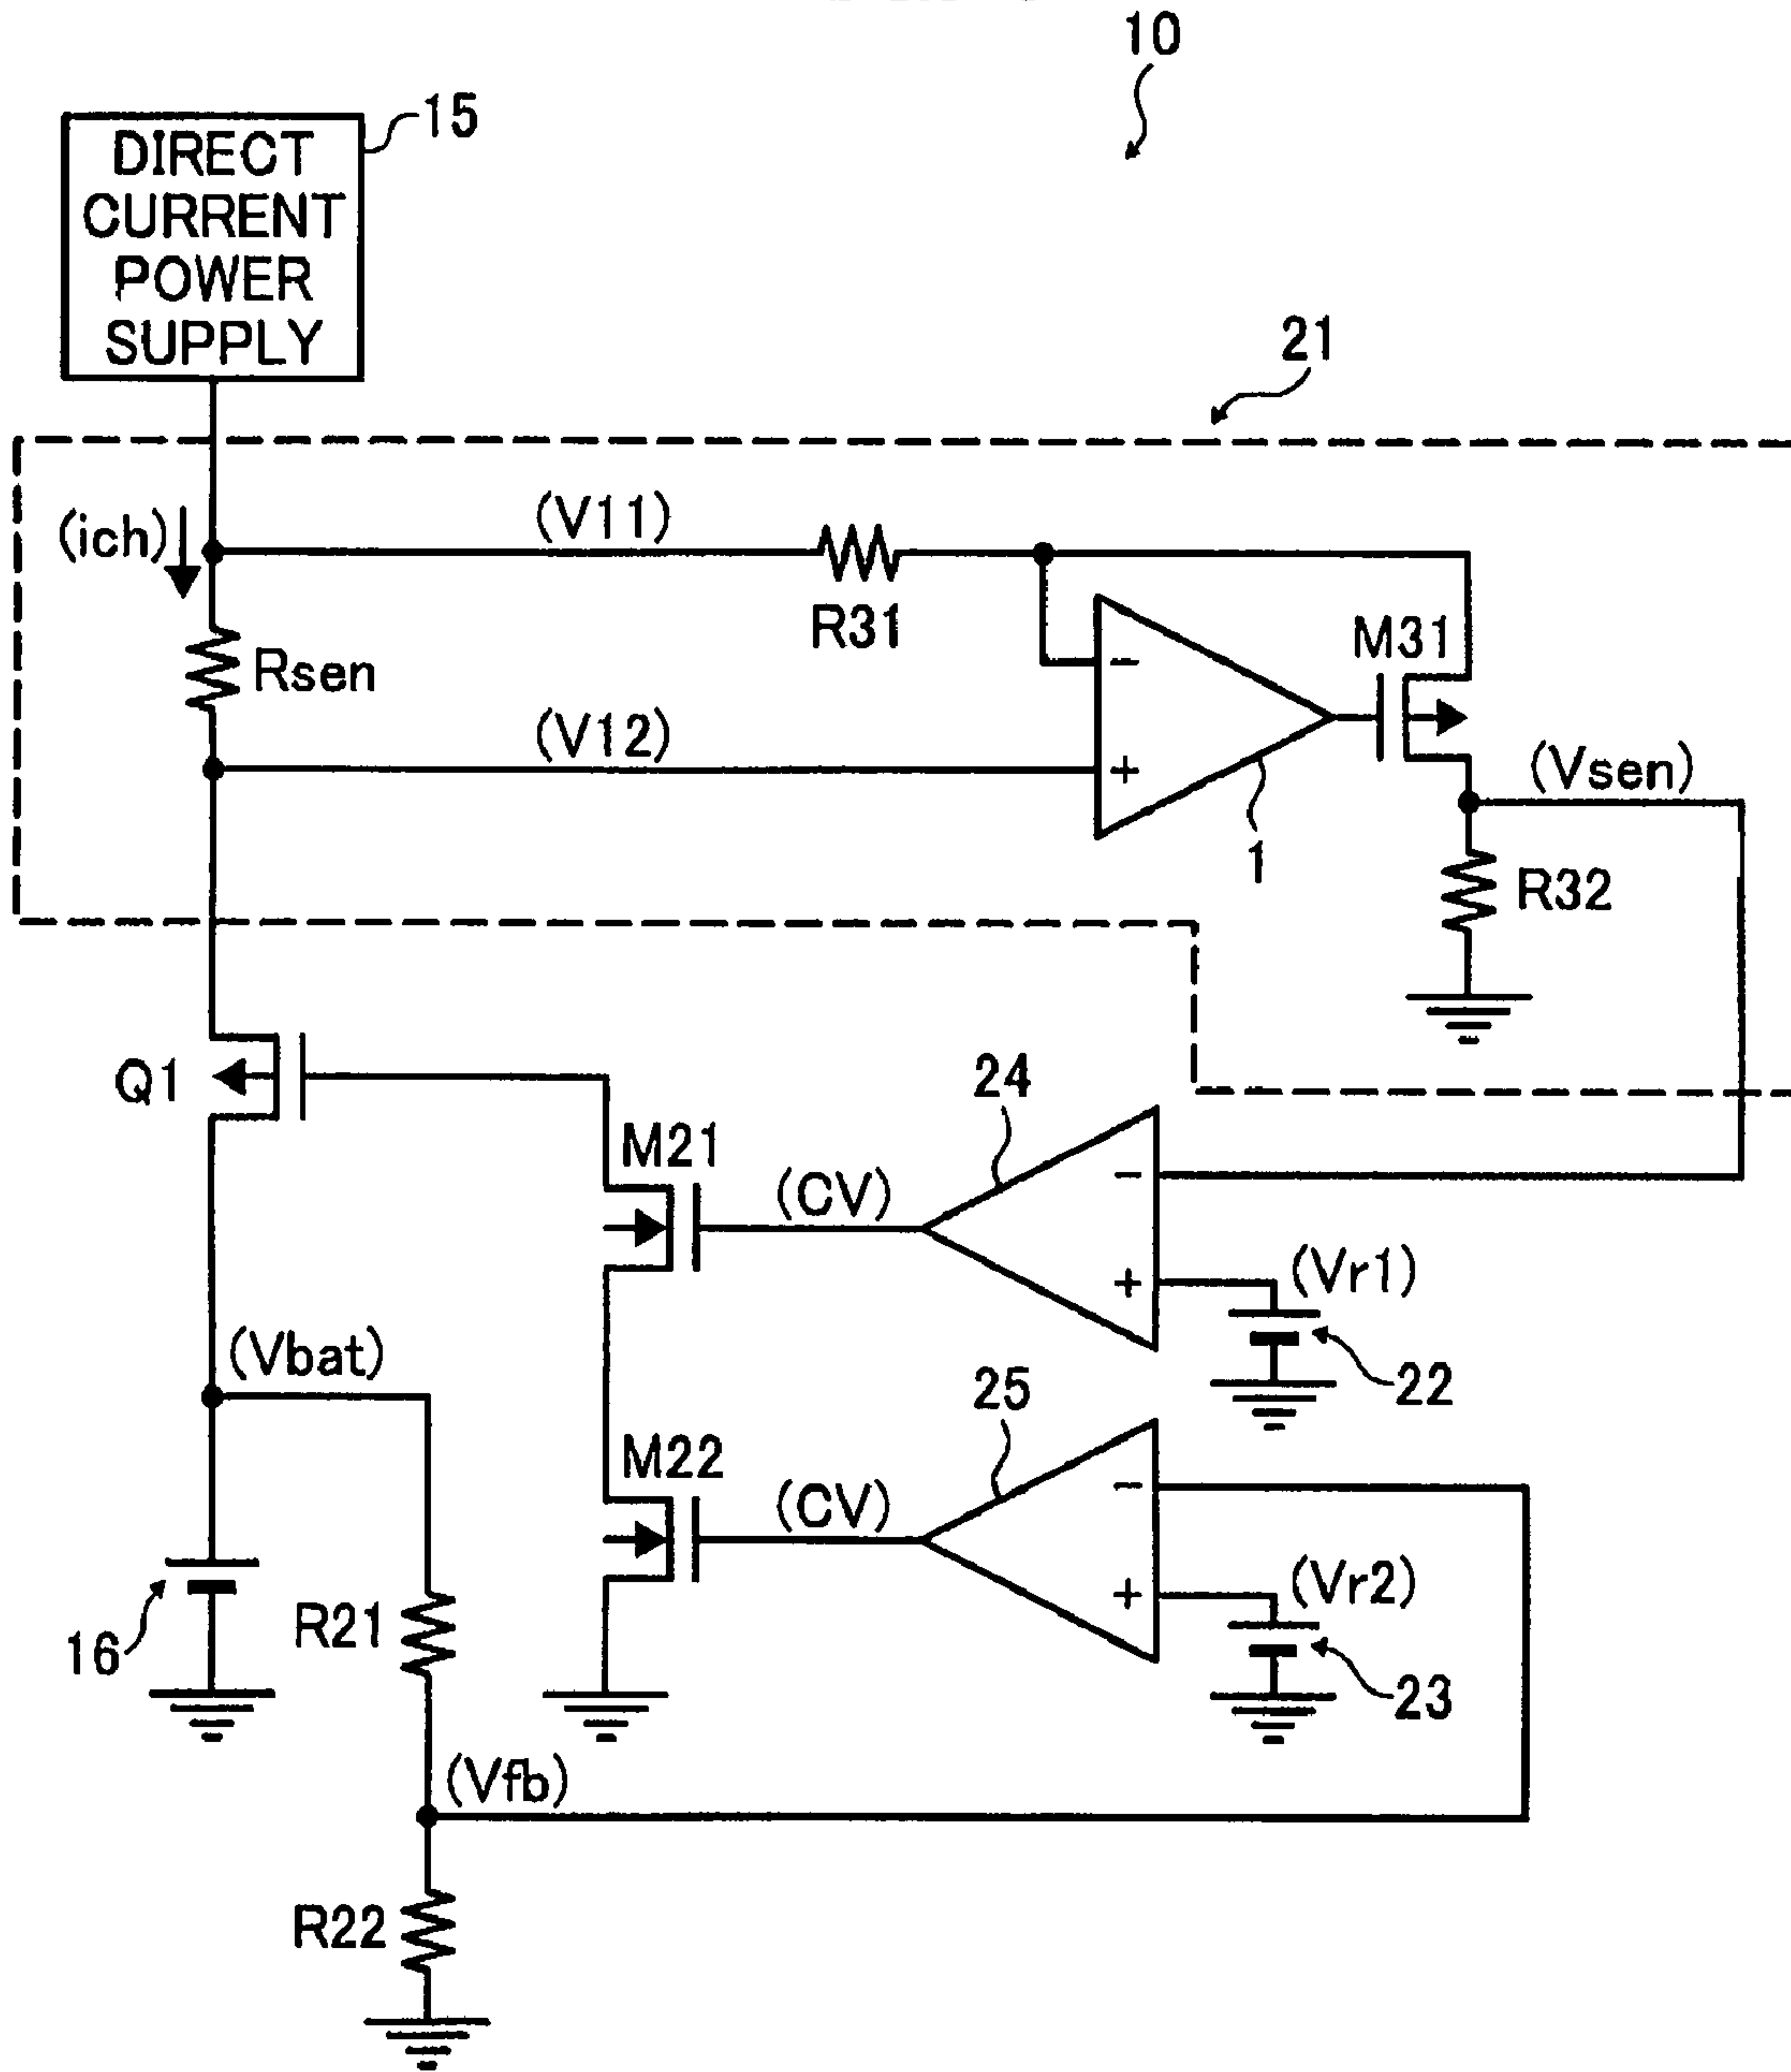 10
15
DIRECT
CURRENT
POWER
SUPPLY
21
(ich)
(V11)
R31
M31
Rsen
(V12)
-
+
1
(Vsen)
R32
Q1
24
M21
(CV)
-
+
(Vr1)
22
(Vbat)
25
M22
(CV)
-
+
(Vr2)
23
16
R21
(Vfb)
R22